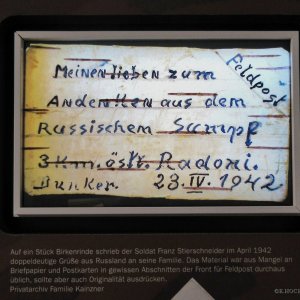 Meinen lieben zum
Feldpost
Andenken aus dem
Russischem Sumpf
3 Km. östl. Radoni.
Bunker. 23. IV. 1942
Auf ein Stück Birkenrinde schrieb der Soldat Franz Stierschneider im April 1942
doppeldeutige Grüße aus Russland an seine Familie. Das Material war aus Mangel an
Briefpapier und Postkarten in gewissen Abschnitten der Front für Feldpost durchaus
üblich, sollte aber auch Originalität ausdrücken.
Privatarchiv Familie Kainzner